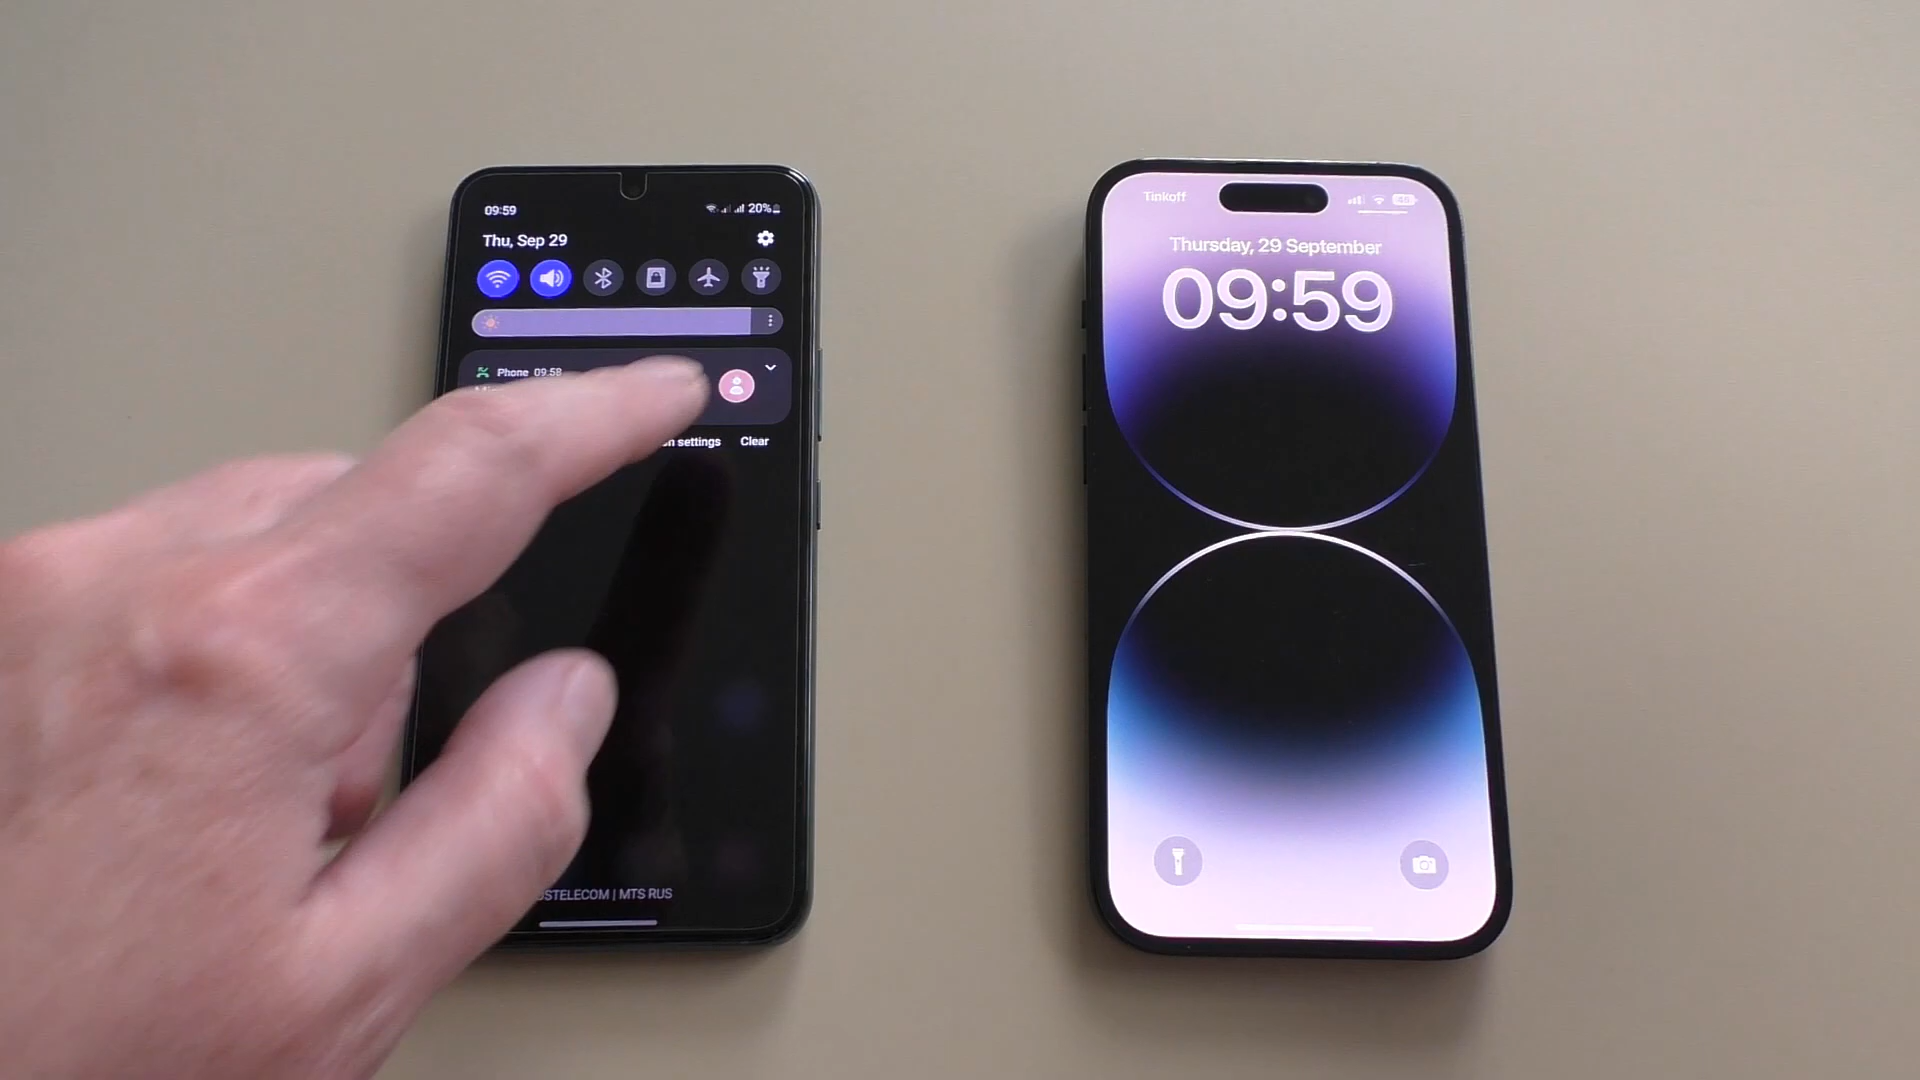 09:59
20%
Thu, Sep 29
Phone 09:58
settings
Clear
STELECOM | MTS RUS
Tinkoff
46
Thursday, 29 September
09:59